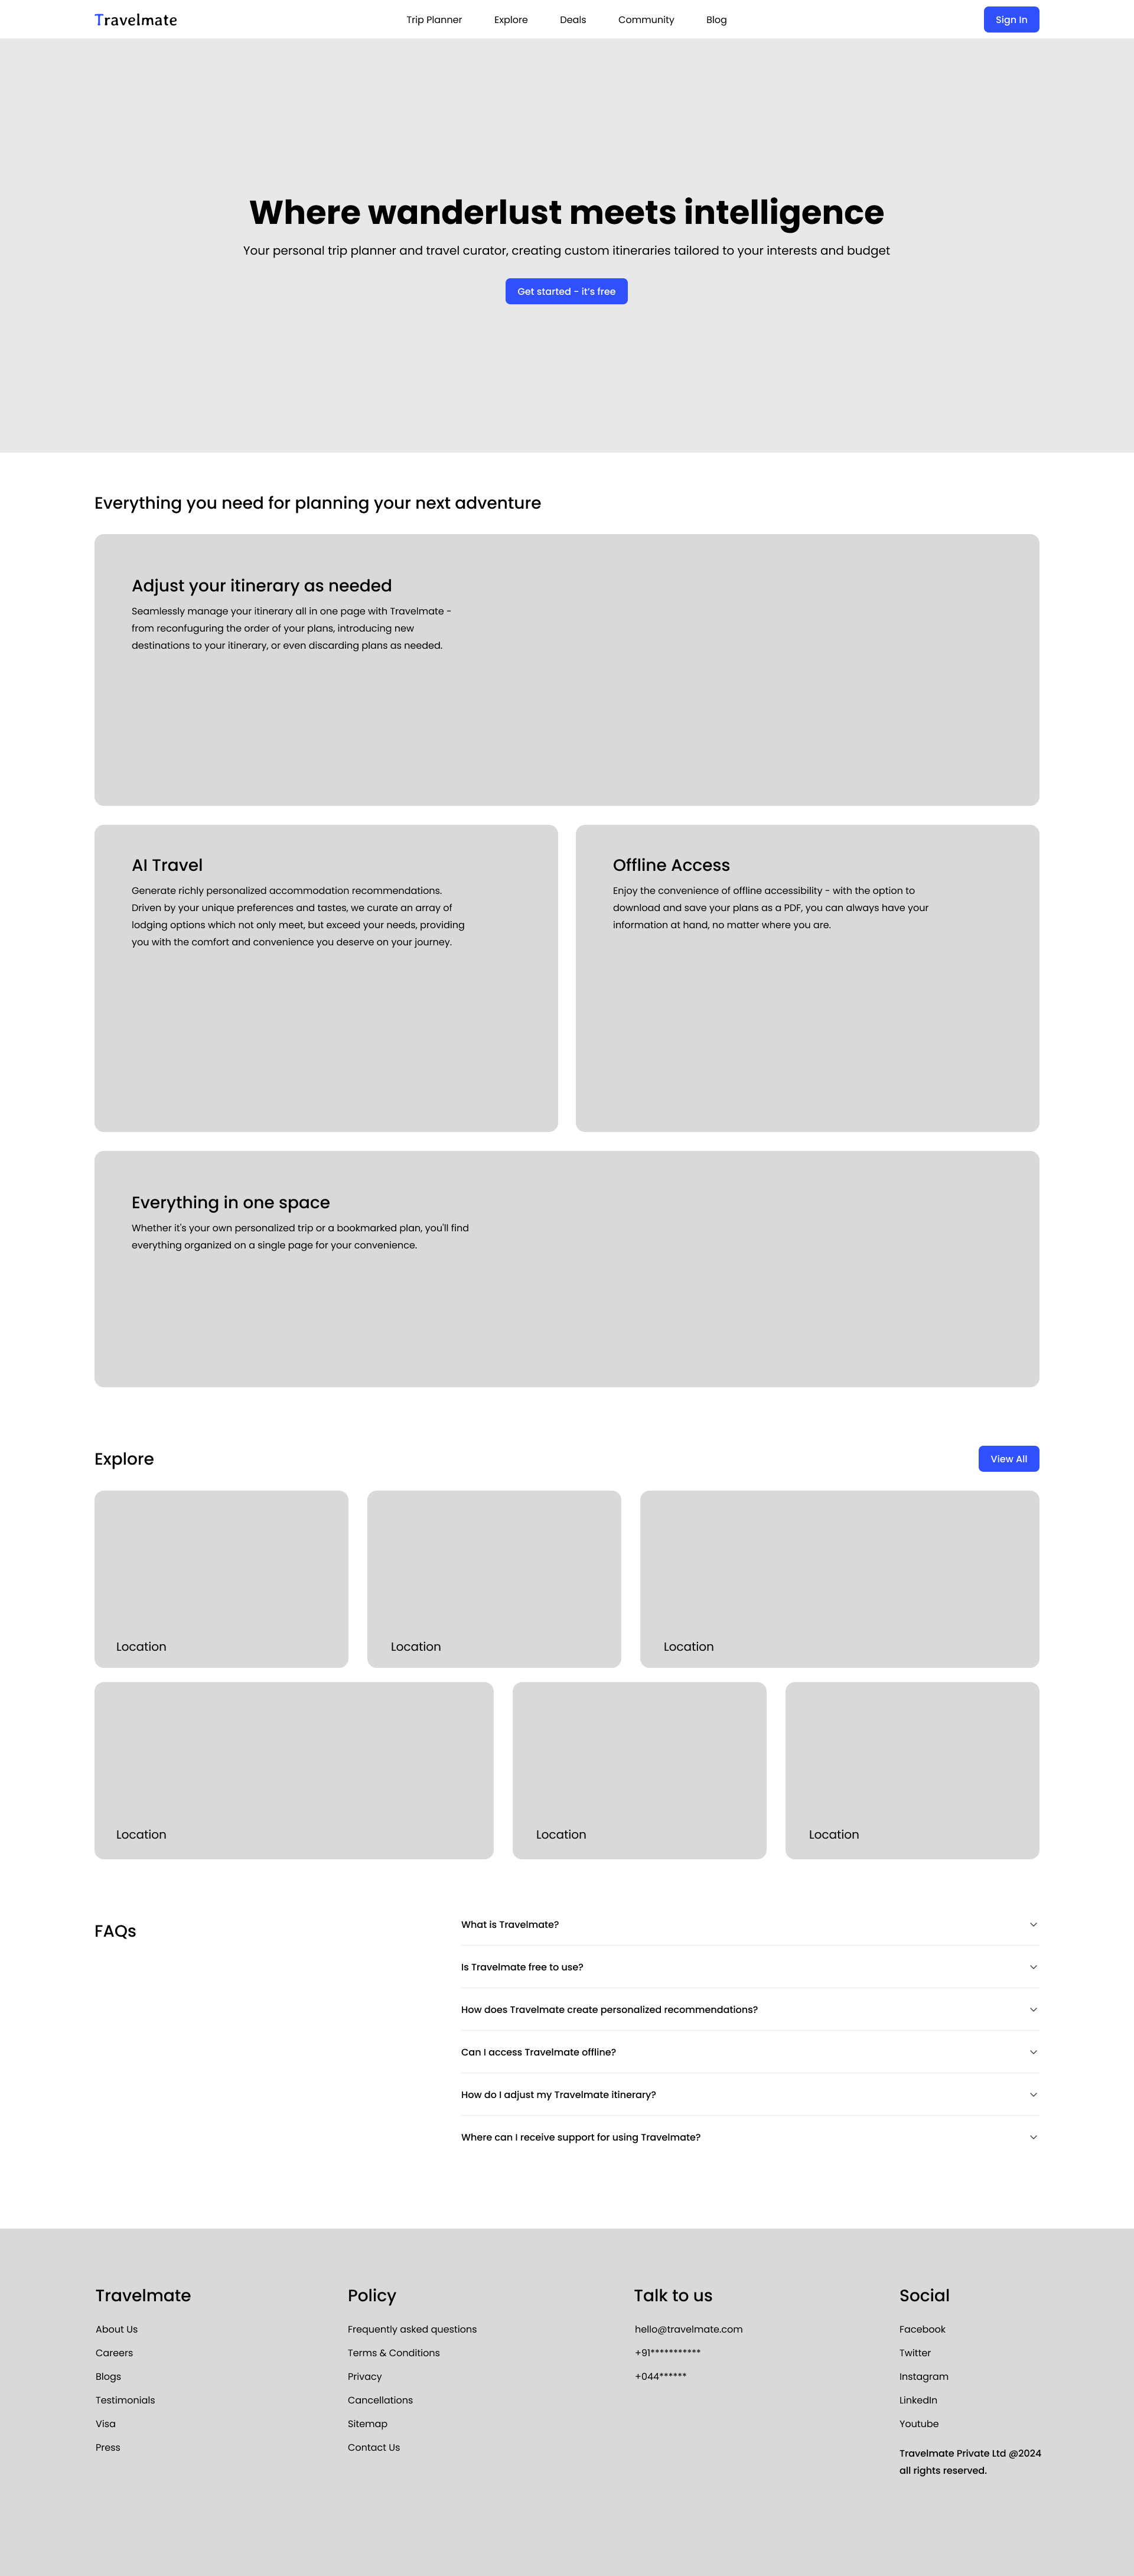 Travelmate
Trip Planner
Explore
Deals
Community
Blog
Sign In
Where wanderlust meets intelligence
Your personal trip planner and travel curator, creating custom itineraries tailored to your interests and budget
Get started - it's free
Everything you need for planning your next adventure
Adjust your itinerary as needed
Seamlessly manage your itinerary all in one page with Travelmate -
from reconfuguring the order of your plans, introducing new
destinations to your itinerary, or even discarding plans as needed.
AI Travel
Generate richly personalized accommodation recommendations.
Driven by your unique preferences and tastes, we curate an array of
lodging options which not only meet, but exceed your needs, providing
you with the comfort and convenience you deserve on your journey.
Offline Access
Enjoy the convenience of offline accessibility - with the option to
download and save your plans as a PDF, you can always have your
information at hand, no matter where you are.
Everything in one space
Whether it's your own personalized trip or a bookmarked plan, you'll find
everything organized on a single page for your convenience.
Explore
View All
Location
Location
Location
Location
Location
Location
FAQs
What is Travelmate?
Is Travelmate free to use?
How does Travelmate create personalized recommendations?
Can I access Travelmate offline?
How do I adjust my Travelmate itinerary?
Where can I receive support for using Travelmate?
Travelmate
About Us
Careers
Blogs
Testimonials
Visa
Press
Policy
Frequently asked questions
Terms & Conditions
Privacy
Cancellations
Sitemap
Contact Us
Talk to us
hello@travelmate.com
+91***********
+044******
Social
Facebook
Twitter
Instagram
LinkedIn
Youtube
Travelmate Private Ltd @2024
all rights reserved.